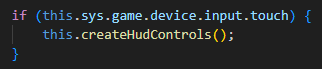 if (this.sys.game.device.input.touch) {
    this.createHudControls();
}